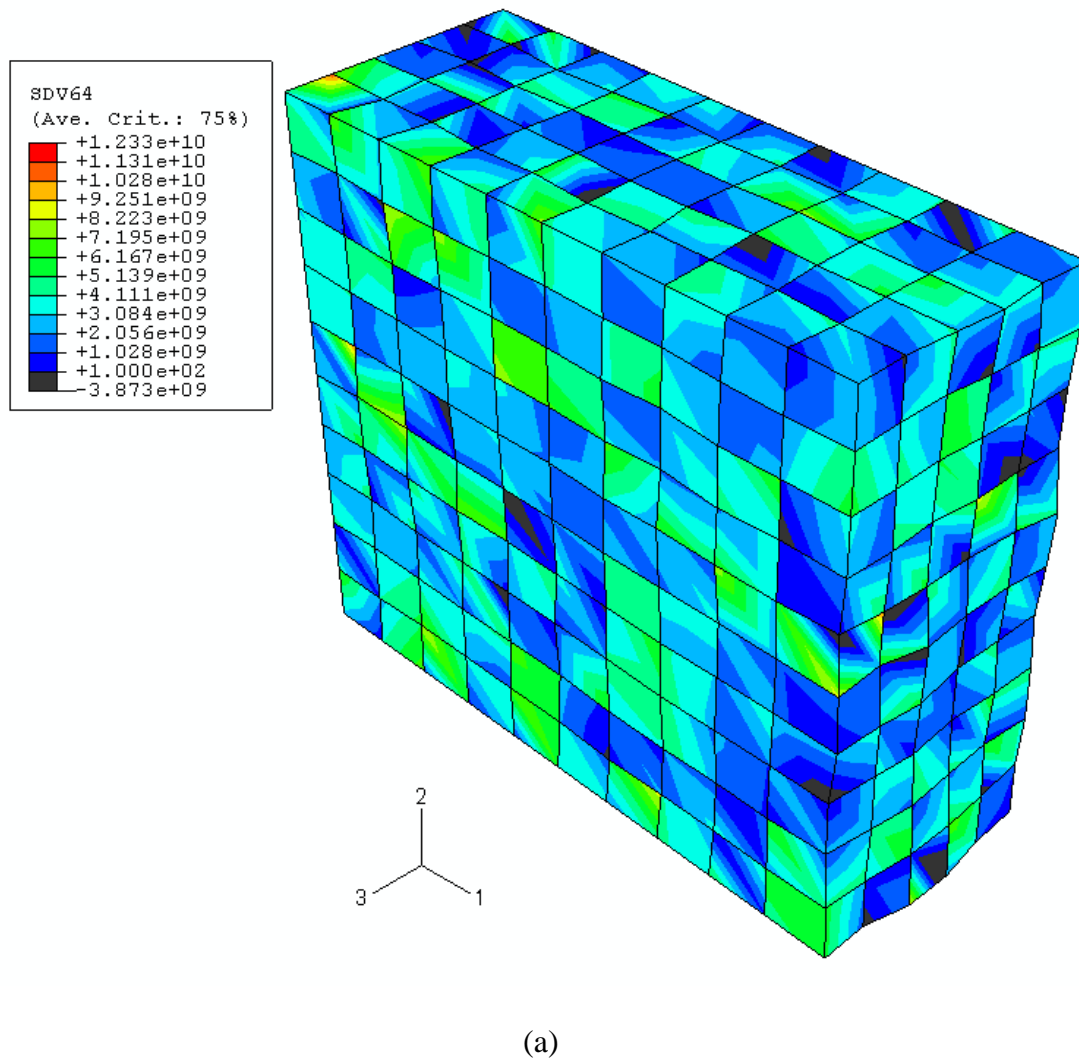 SDV64
(Ave. Crit.: 75%)
+1.233e+10
+1.131e+10
+1.028e+10
+9.251e+09
+8.223e+09
+7.195e+09
+6.167e+09
+5.139e+09
+4.111e+09
+3.084e+09
+2.056e+09
+1.028e+09
+1.000e+02
-3.873e+09
2
3
1
(a)